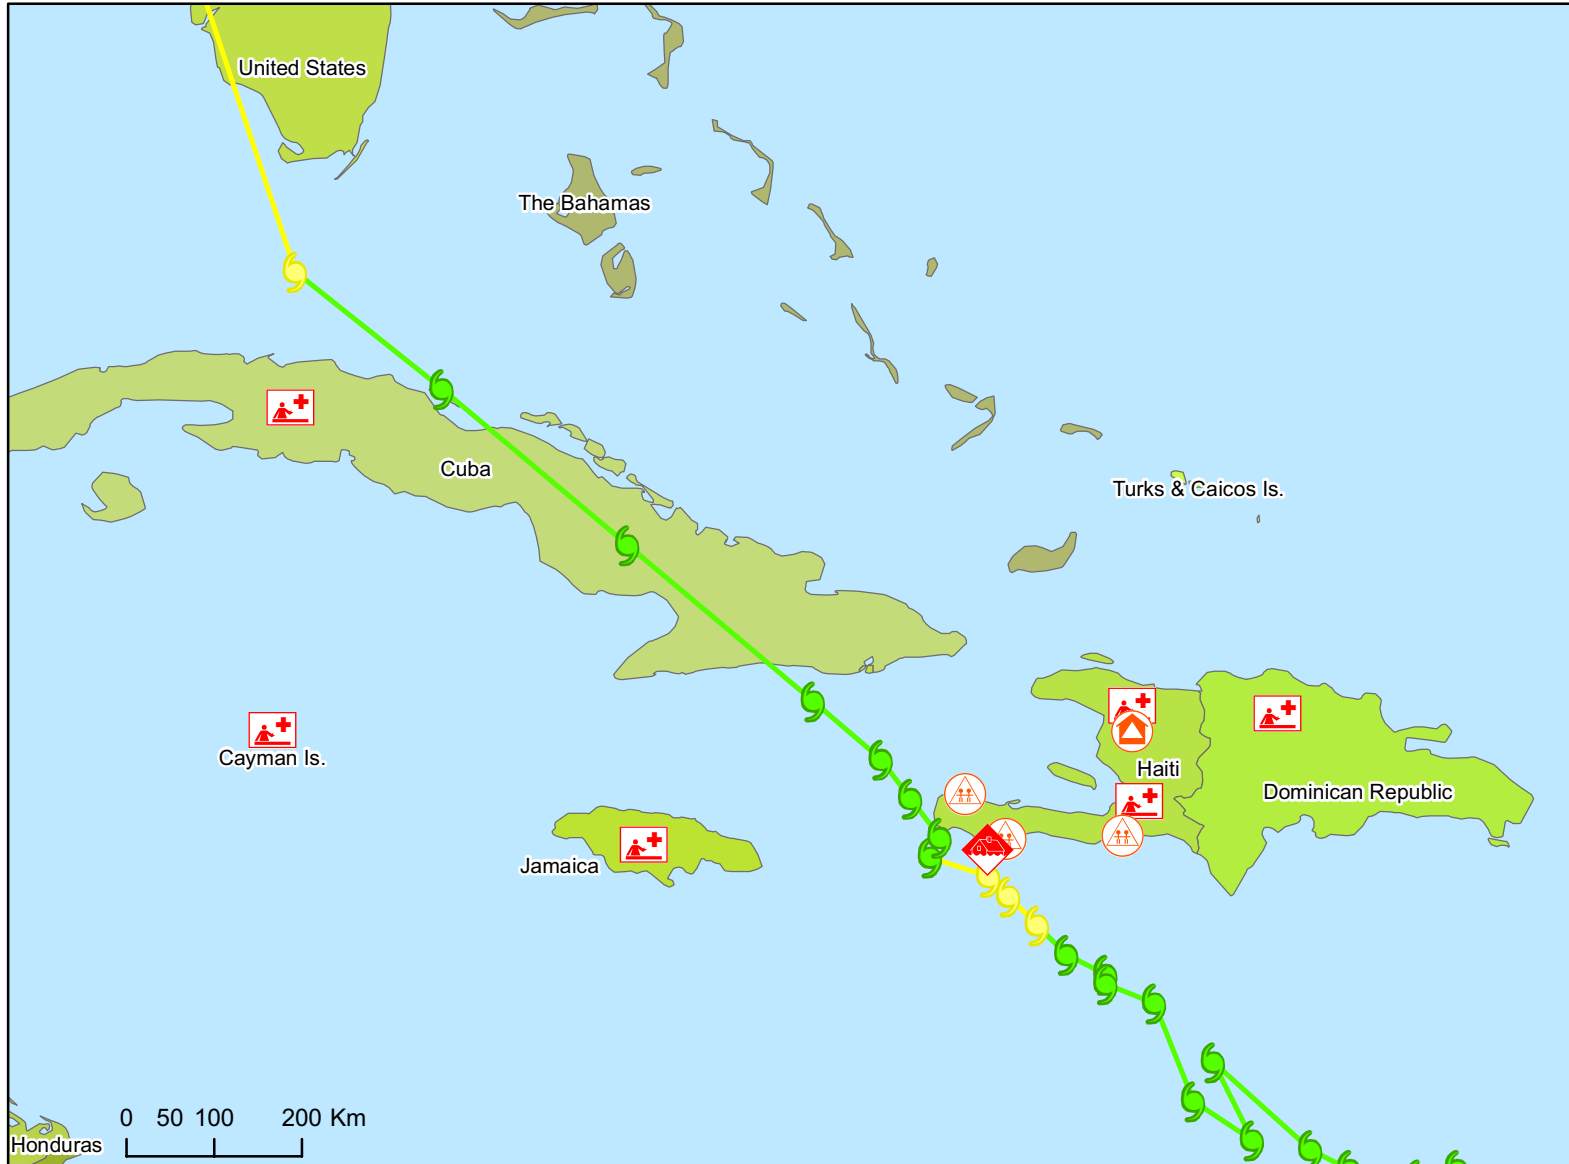 United States
The Bahamas
Cuba
Turks & Caicos Is.
Cayman Is.
Haiti
Dominican Republic
Jamaica
0 50 100 200 Km
Honduras